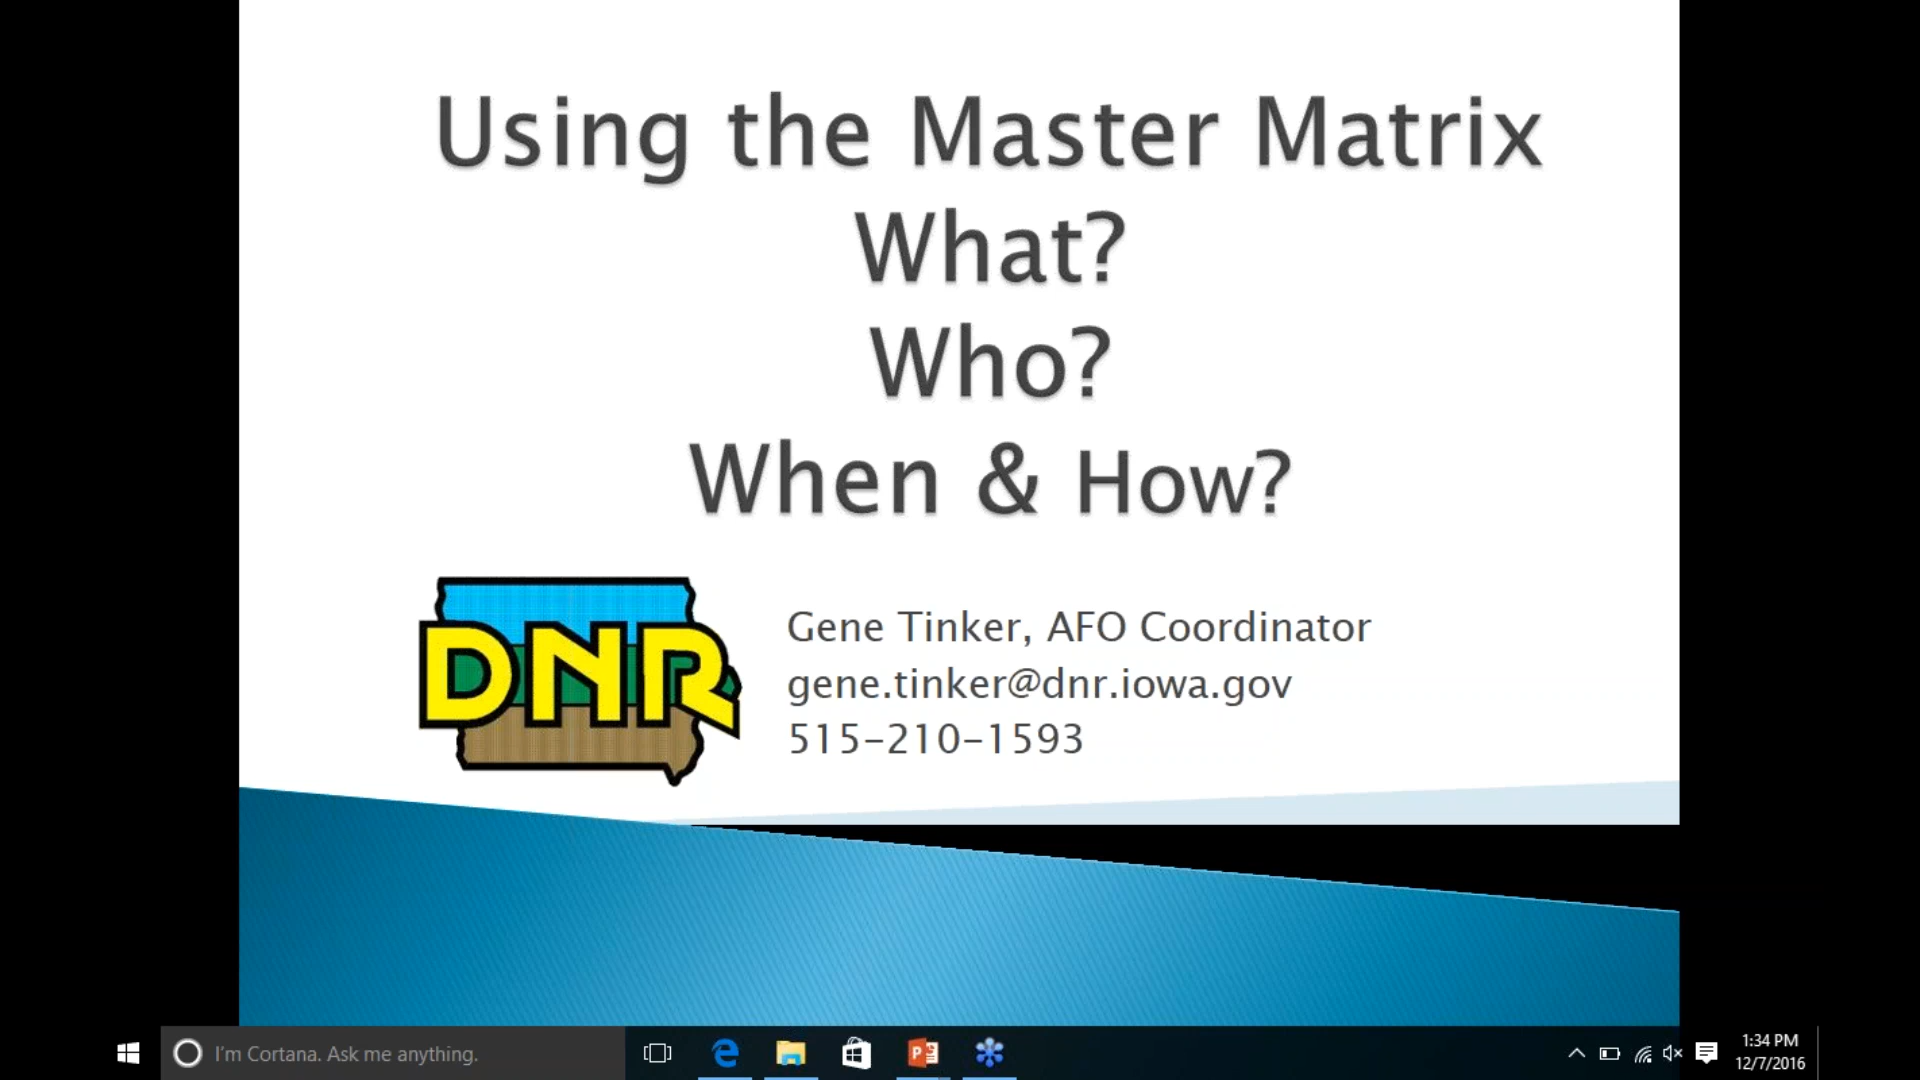 Using the Master Matrix
What?
Who?
When & How?
DNR
Gene Tinker, AFO Coordinator
gene.tinker@dnr.iowa.gov
515-210-1593
I'm Cortana. Ask me anything.
1:34 PM
12/7/2016